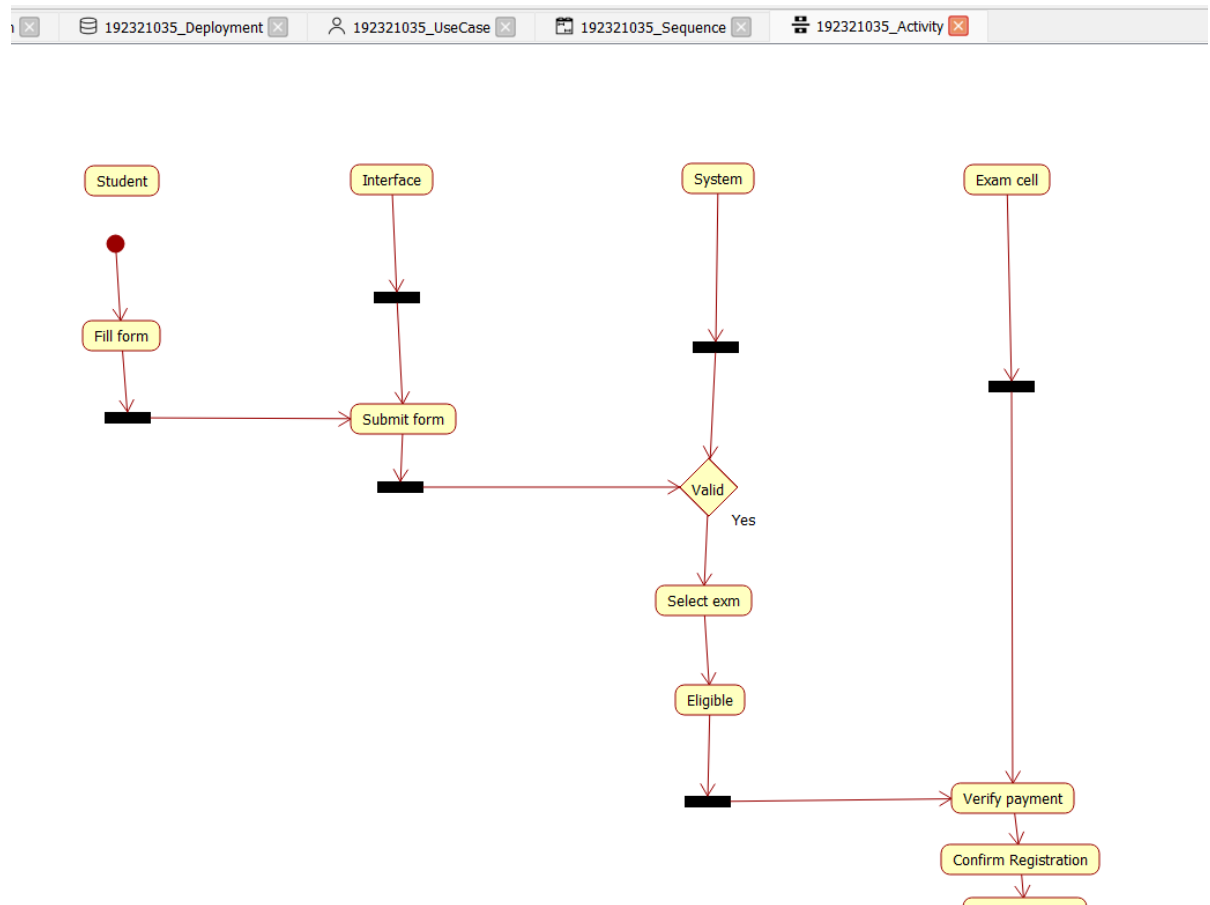 n
192321035_Deployment
192321035_UseCase
192321035_Sequence
192321035_Activity
Student
Interface
System
Exam cell
Fill form
Submit form
Valid
Yes
Select exm
Eligible
Verify payment
Confirm Registration